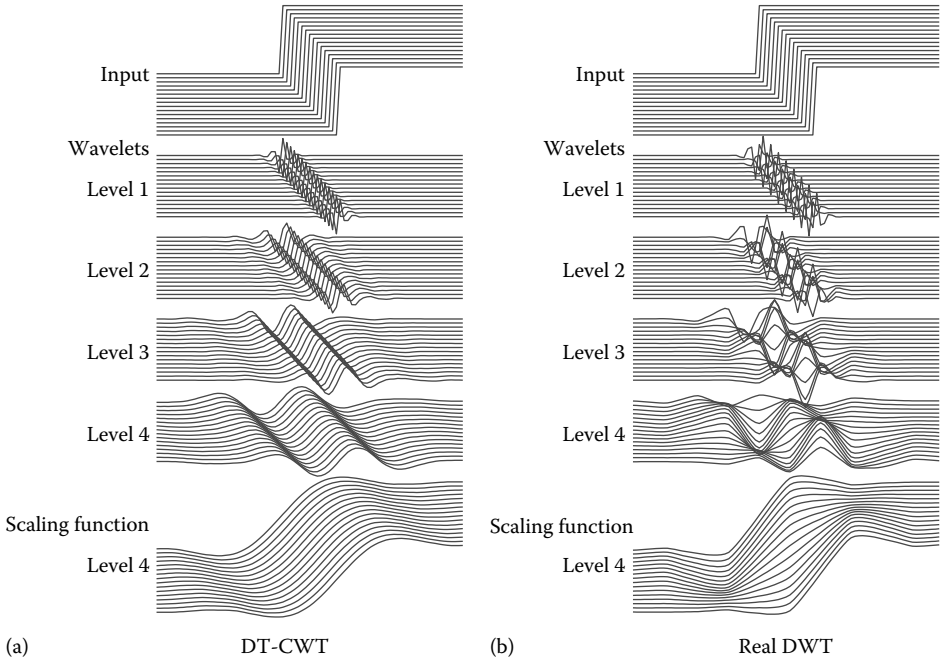 Input
Wavelets
Level 1
Level 2
Level 3
Level 4
Scaling function
Level 4
(a)
DT-CWT
Input
Wavelets
Level 1
Level 2
Level 3
Level 4
Scaling function
Level 4
(b)
Real DWT